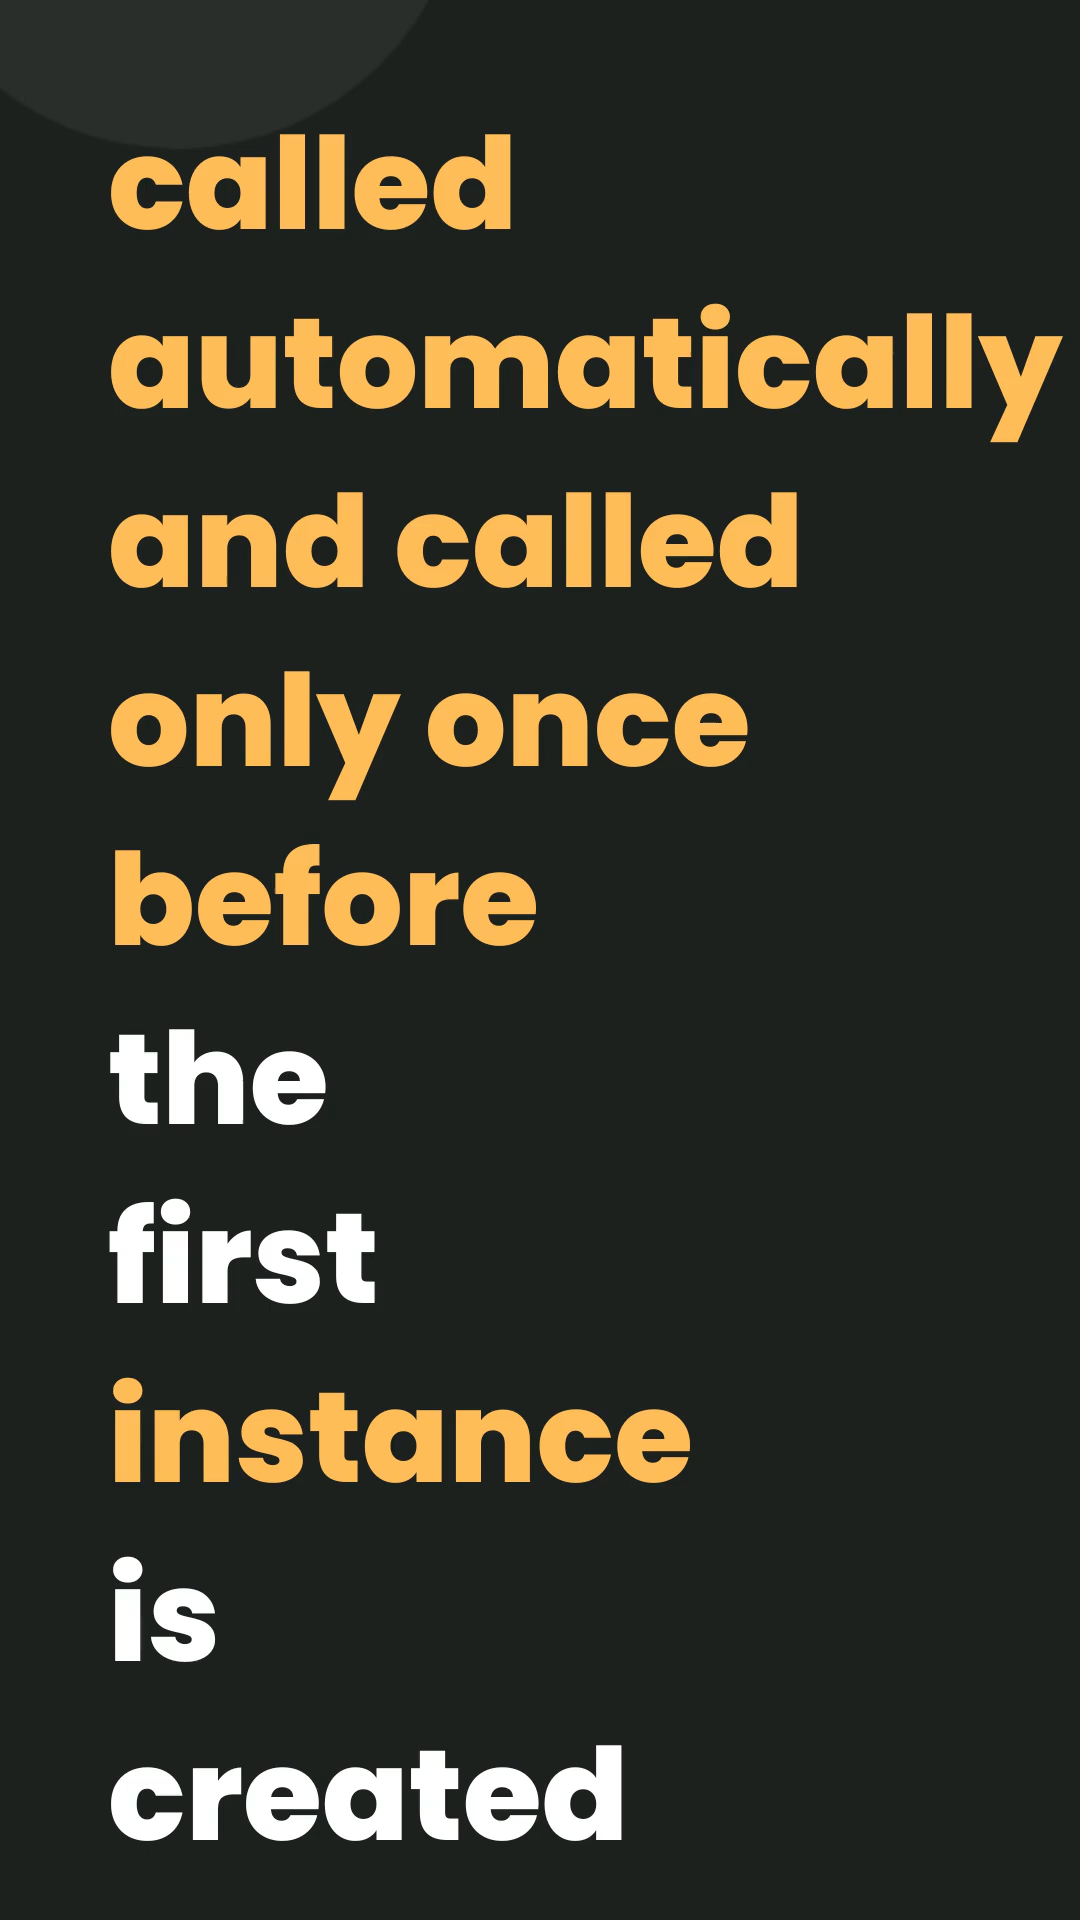 called
automatically
and called
only once
before
the
first
instance
is
created